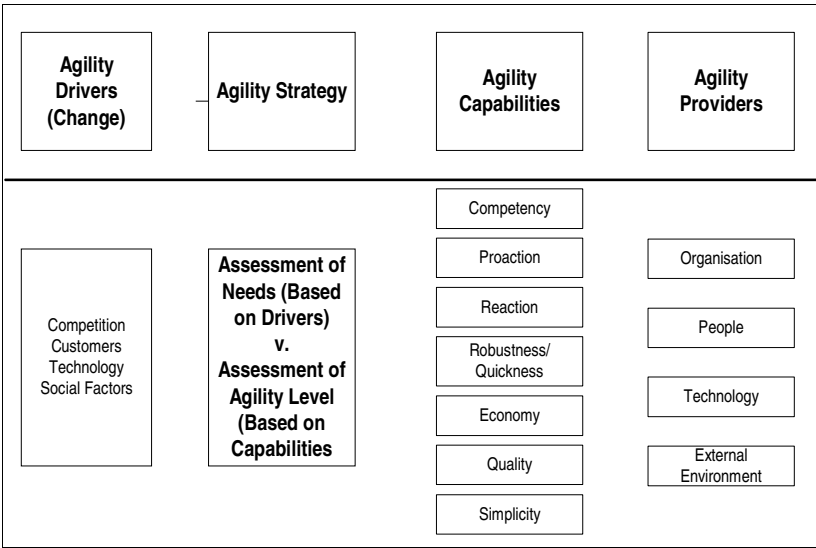 Agility
Drivers
(Change)
Agility Strategy
Agility
Capabilities
Agility
Providers
Competition
Customers
Technology
Social Factors
Assessment of
Needs (Based
on Drivers)
v.
Assessment of
Agility Level
(Based on
Capabilities
Competency
Proaction
Reaction
Robustness/
Quickness
Economy
Quality
Simplicity
Organisation
People
Technology
External
Environment